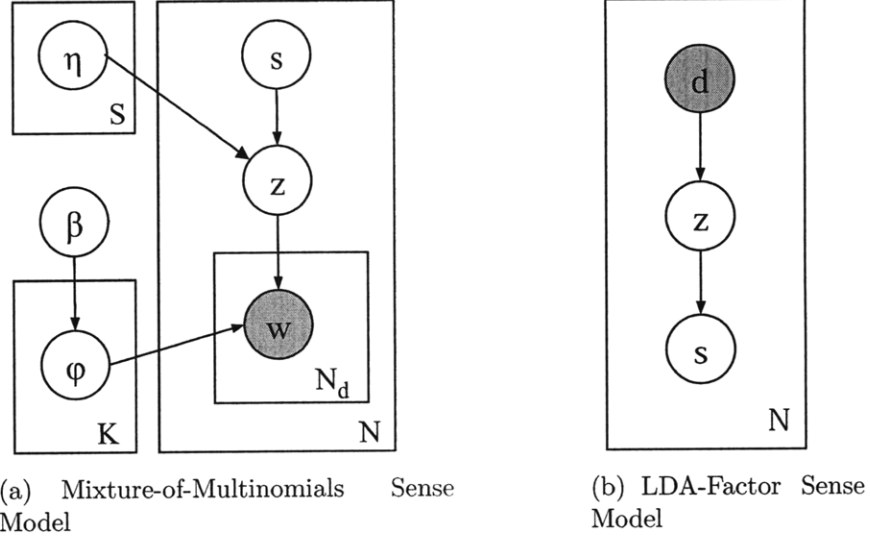 η
S
s
z
β
φ
K
w
N_d
N
d
z
s
N
(a) Mixture-of-Multinomials Sense
Model
(b) LDA-Factor Sense
Model